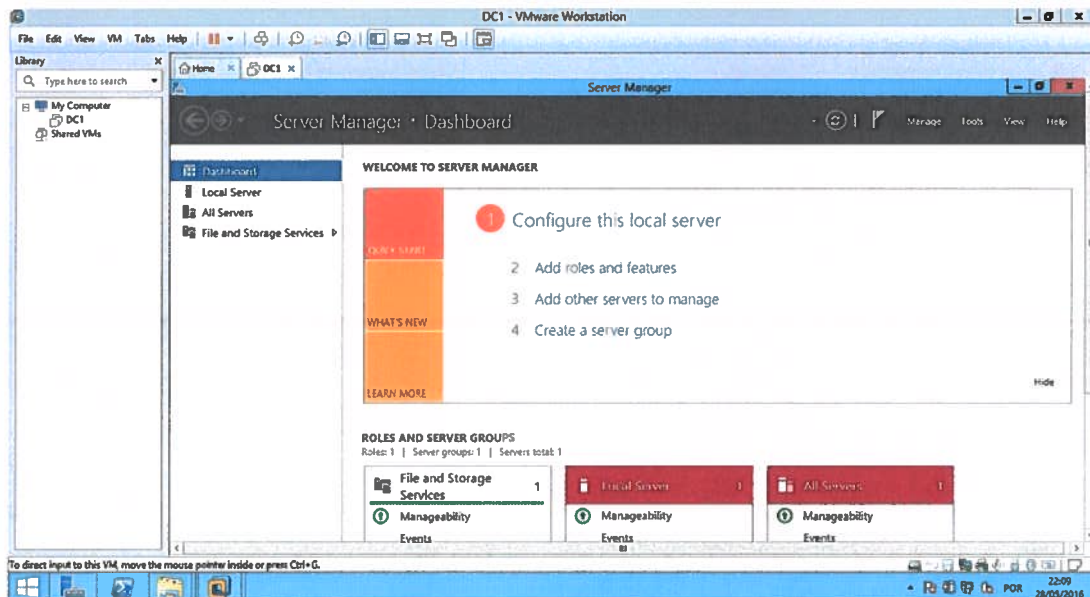 DC1 - VMware Workstation
File Edit View VM Tabs Help
Library
Type here to search
My Computer
DC1
Shared VMs
Home
DC1
Server Manager
Server Manager • Dashboard
Manage Tools View Help
Dashboard
Local Server
All Servers
File and Storage Services
WELCOME TO SERVER MANAGER
QUICK START
WHAT'S NEW
LEARN MORE
1 Configure this local server
2 Add roles and features
3 Add other servers to manage
4 Create a server group
Hide
ROLES AND SERVER GROUPS
Roles: 1 | Server groups: 1 | Servers total: 1
File and Storage Services 1
Manageability
Events
Local Server 1
Manageability
Events
All Servers 1
Manageability
Events
To direct input to this VM, move the mouse pointer inside or press Ctrl+G.
POR
22:09
28/05/2016